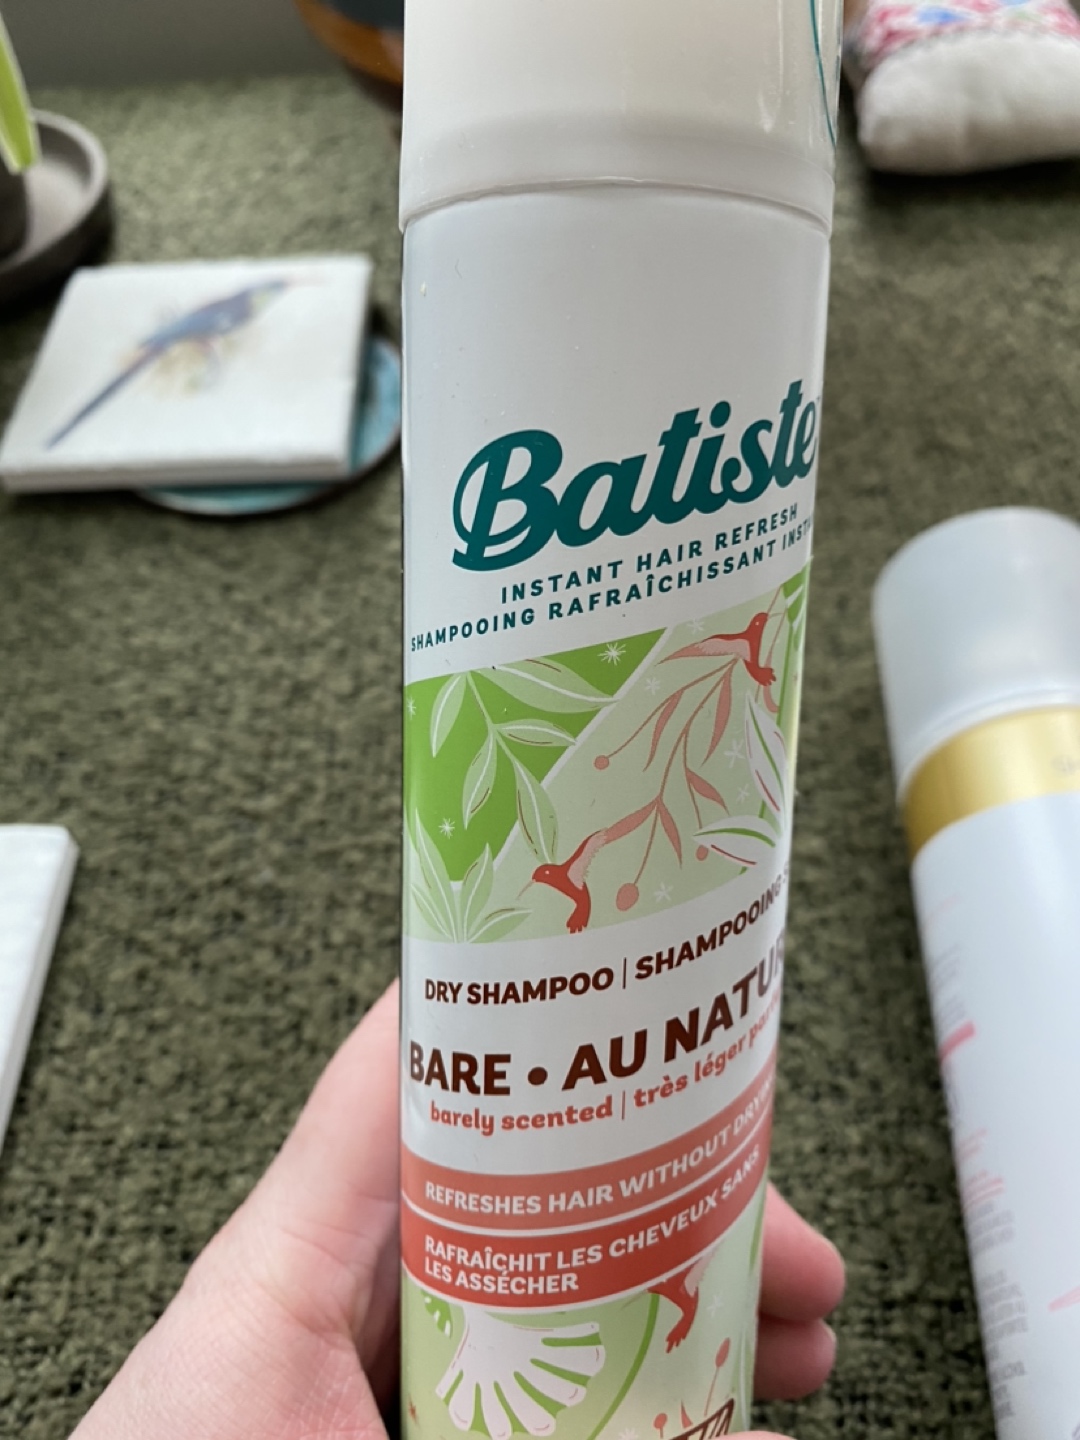 Batiste
INSTANT HAIR REFRESH
SHAMPOOING RAFRAÎCHISSANT
DRY SHAMPOO | SHAMPOOING
BARE • AU
barely scented | très léger
REFRESHES HAIR WITHOUT
RAFRAÎCHIT LES CHEVEUX SANS
LES ASSÉCHER